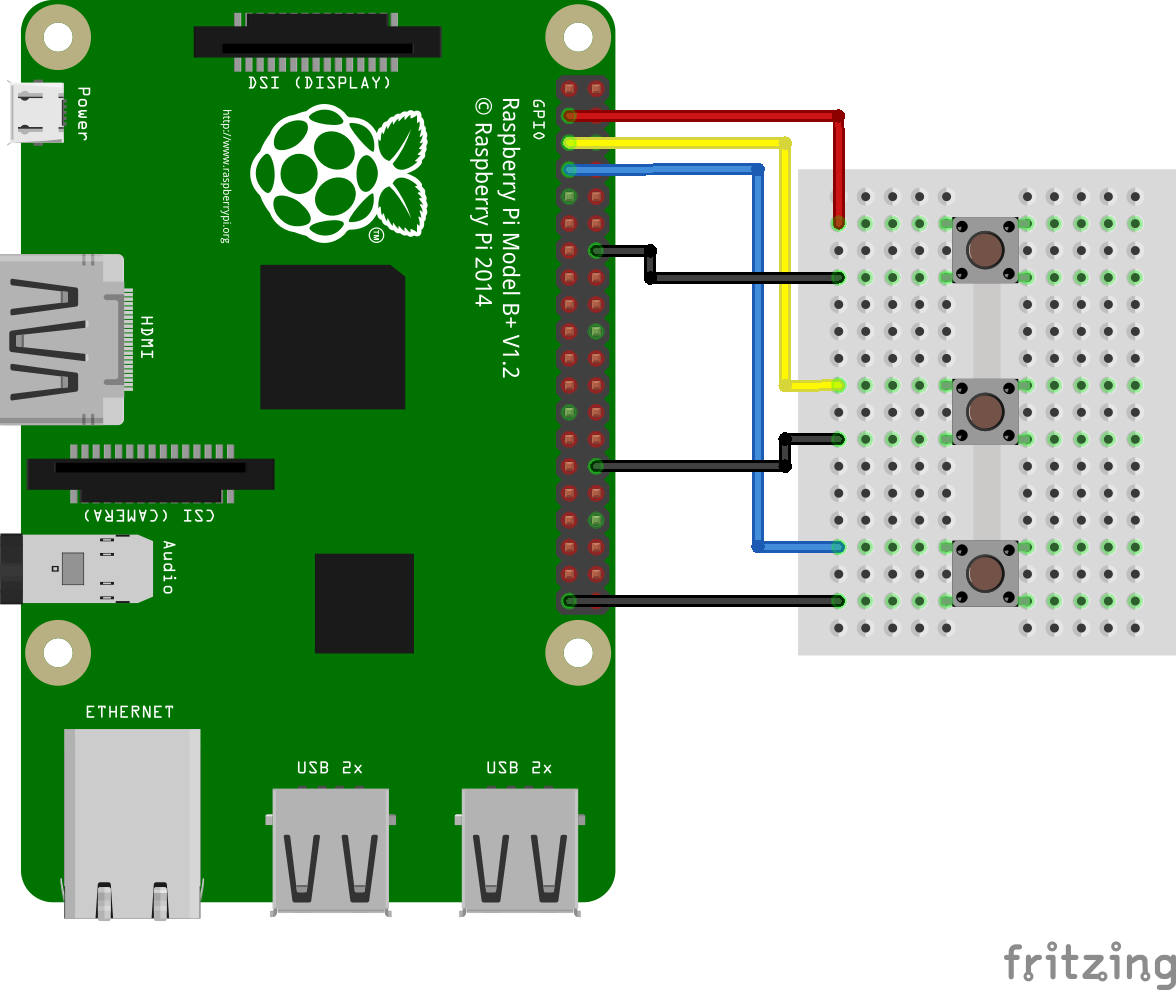 DSI (DISPLAY)
Power
http://www.raspberrypi.org
TM
Raspberry Pi Model B+ V1.2
© Raspberry Pi 2014
GPIO
HDMI
CSI (CAMERA)
Audio
ETHERNET
USB 2x
USB 2x
fritzing